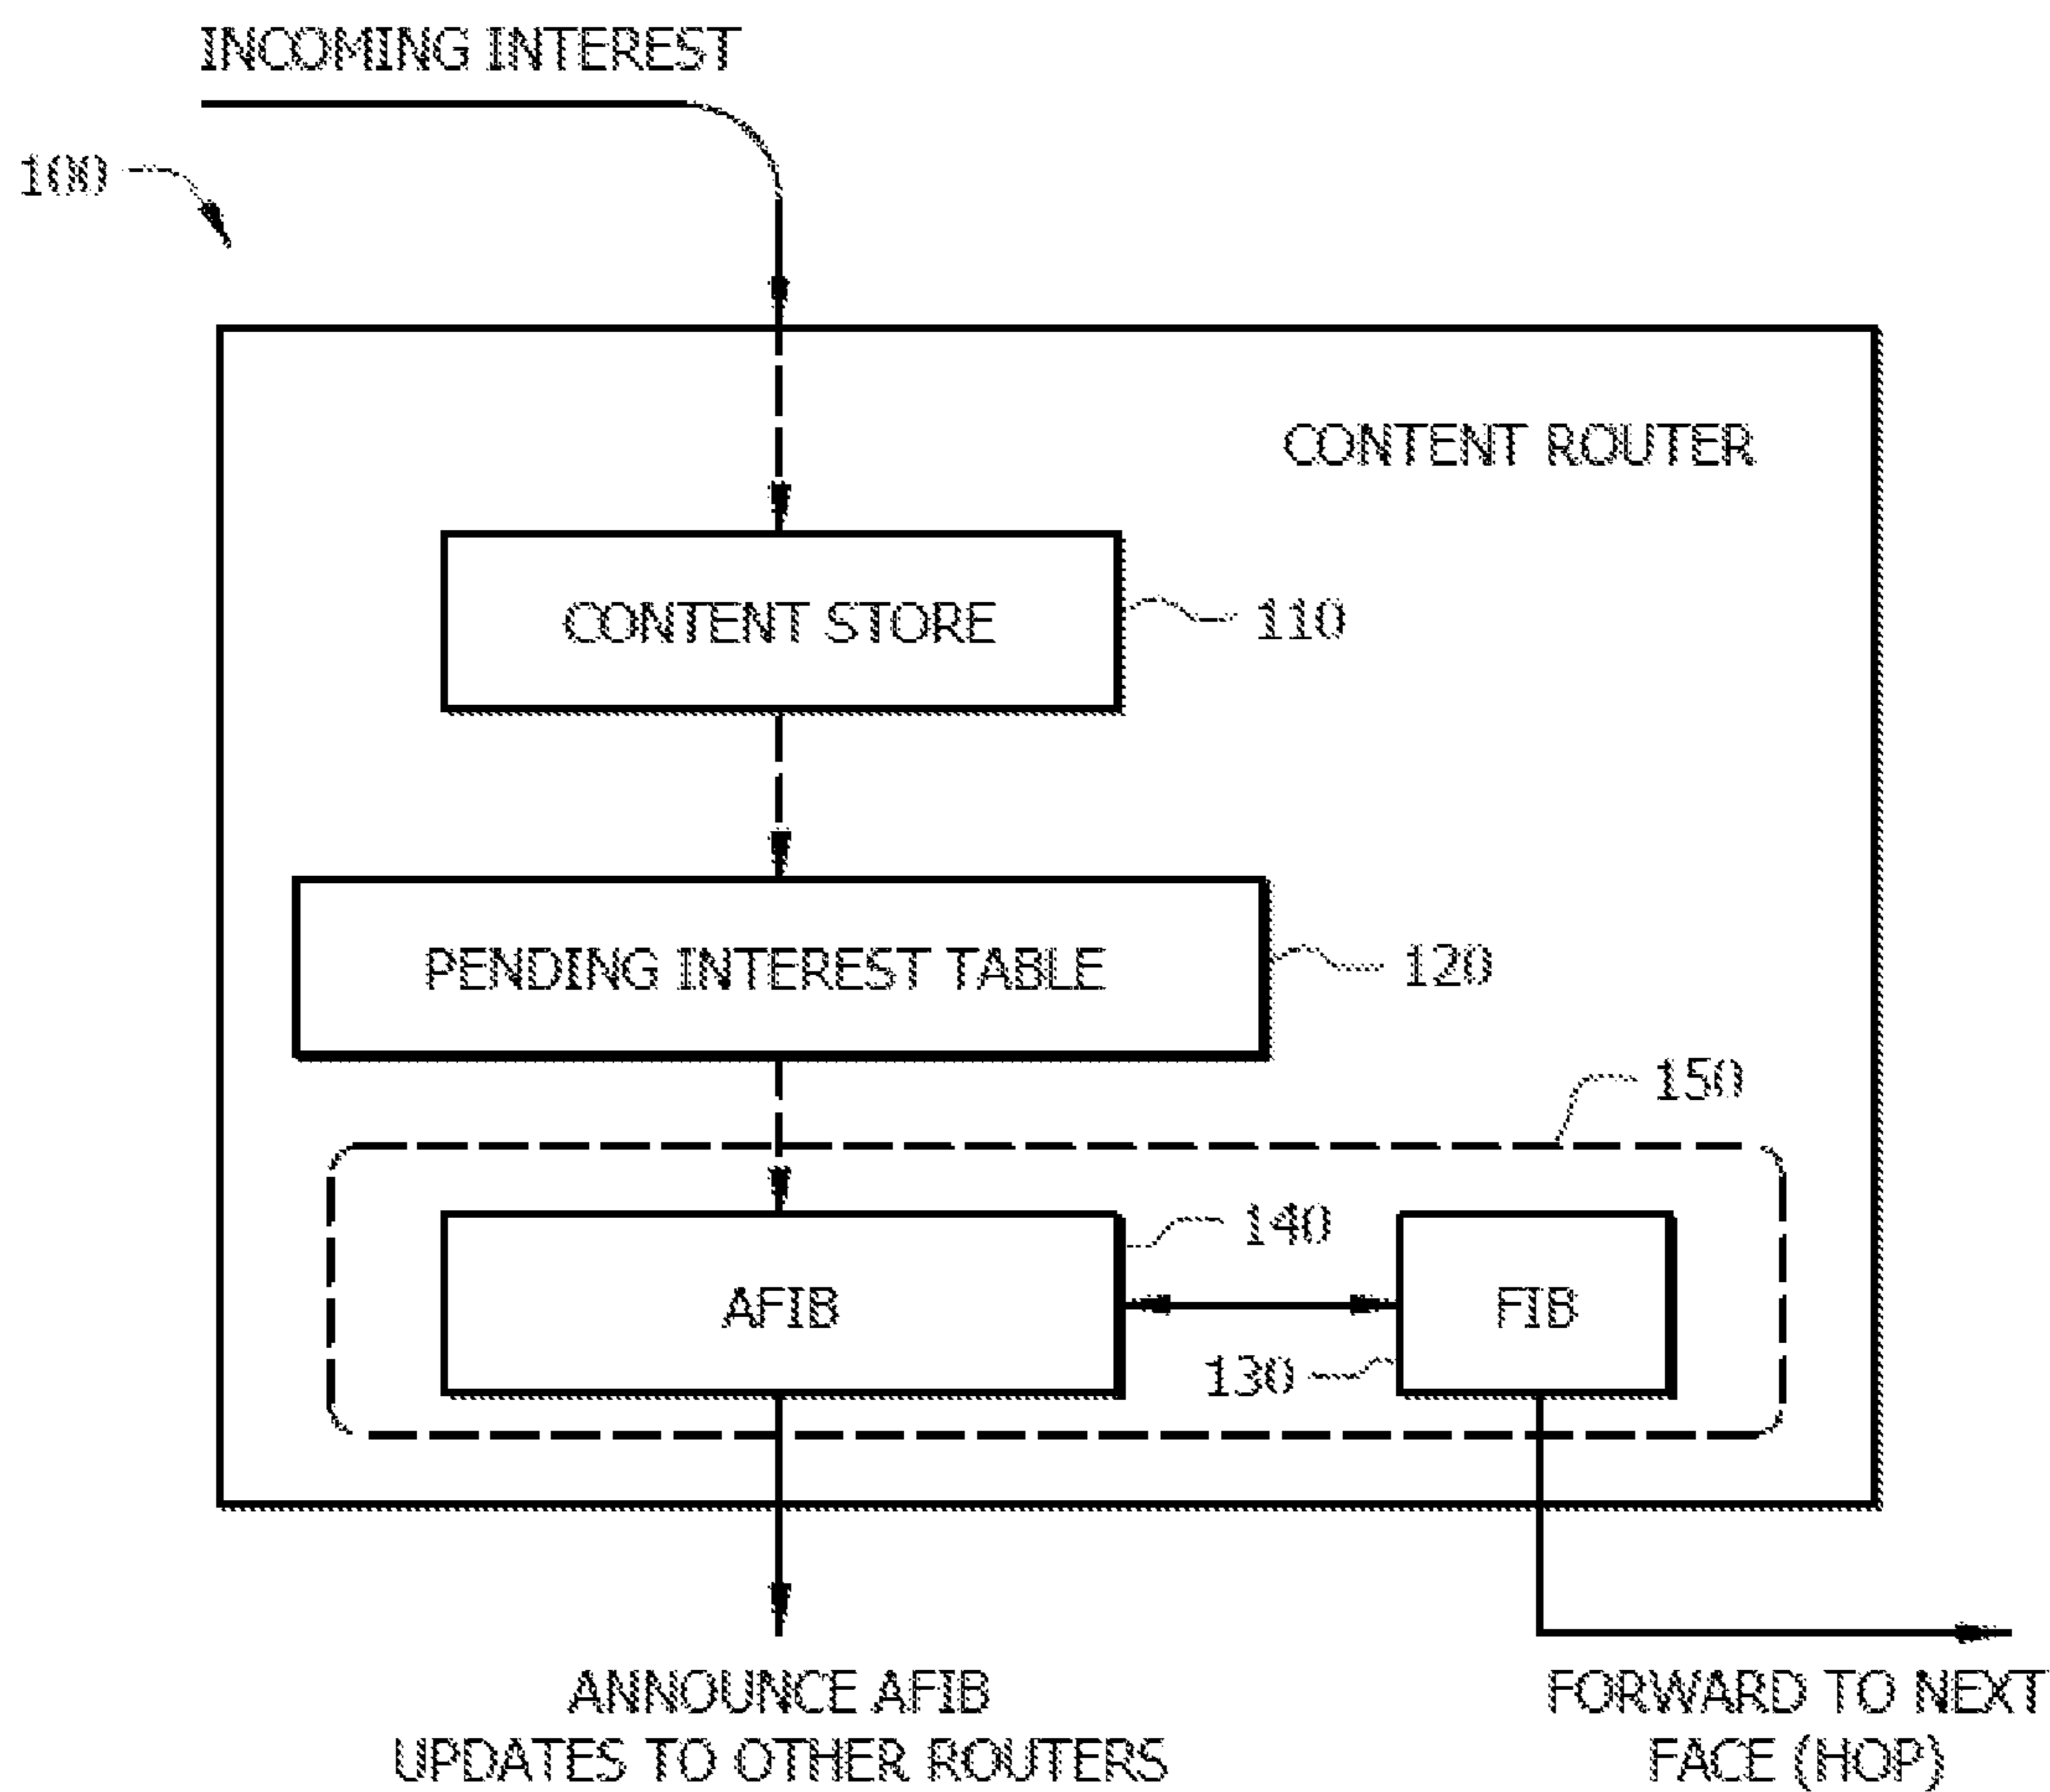 INCOMING INTEREST
100
CONTENT ROUTER
CONTENT STORE
110
PENDING INTEREST TABLE
120
150
140
AFIB
FIB
130
ANNOUNCE AFIB
UPDATES TO OTHER ROUTERS
FORWARD TO NEXT
FACE (HOP)